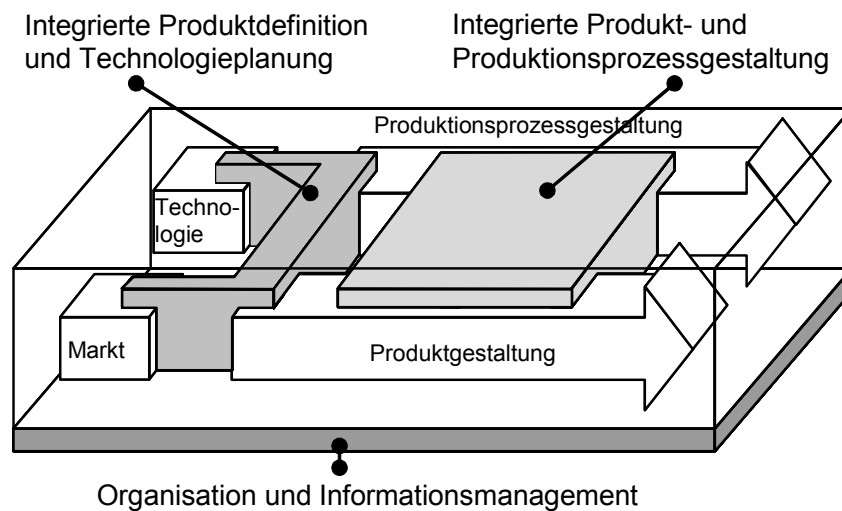 Integrierte Produktdefinition
und Technologieplanung
Integrierte Produkt- und
Produktionsprozessgestaltung
Produktionsprozessgestaltung
Techno-
logie
Markt
Produktgestaltung
Organisation und Informationsmanagement